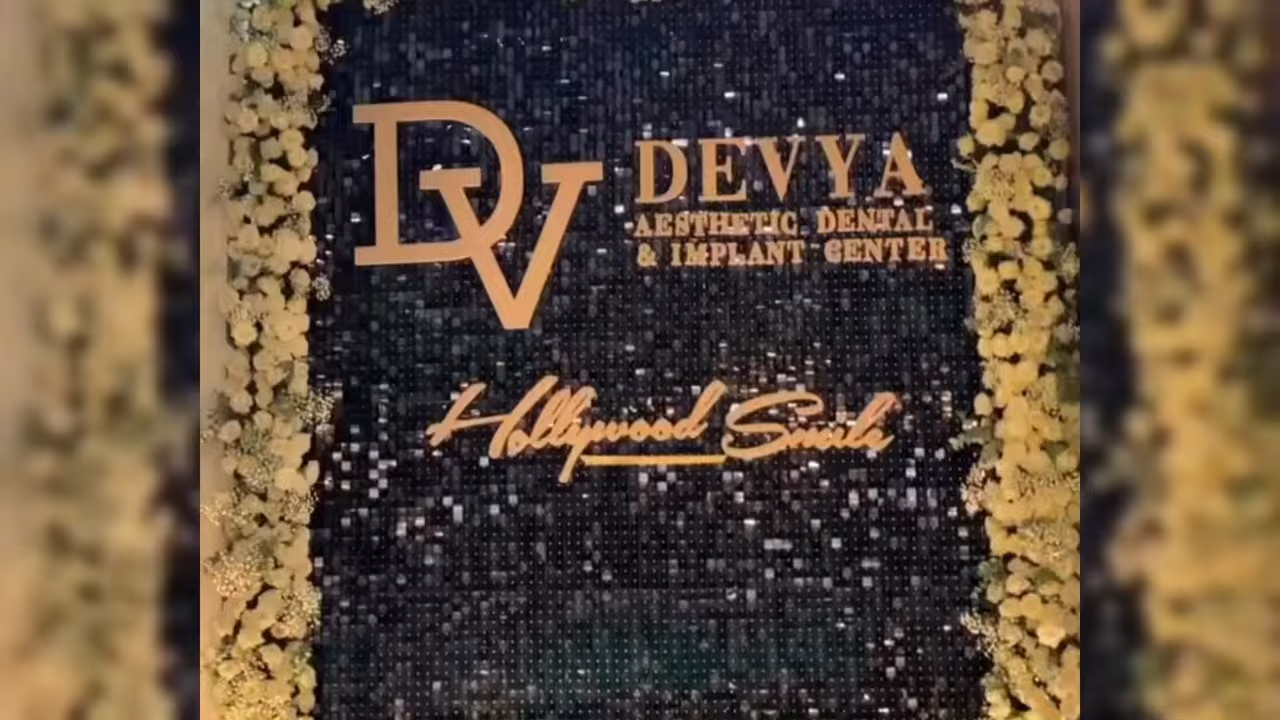 DV
DEVYA
AESTHETIC DENTAL
& IMPLANT CENTER
Hollywood Smile